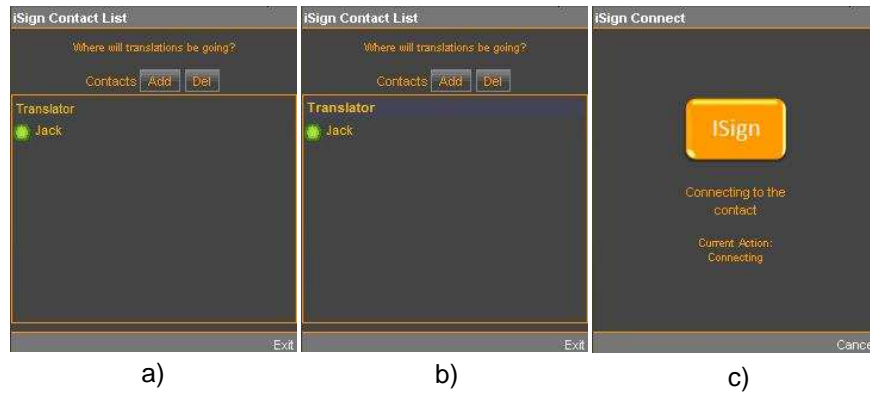 iSign Contact List
Where will translations be going?
Contacts Add Del
Translator
Jack
Exit
a)
iSign Contact List
Where will translations be going?
Contacts Add Del
Translator
Jack
Exit
b)
iSign Connect
ISign
Connecting to the
contact
Current Action:
Connecting
Cance
c)